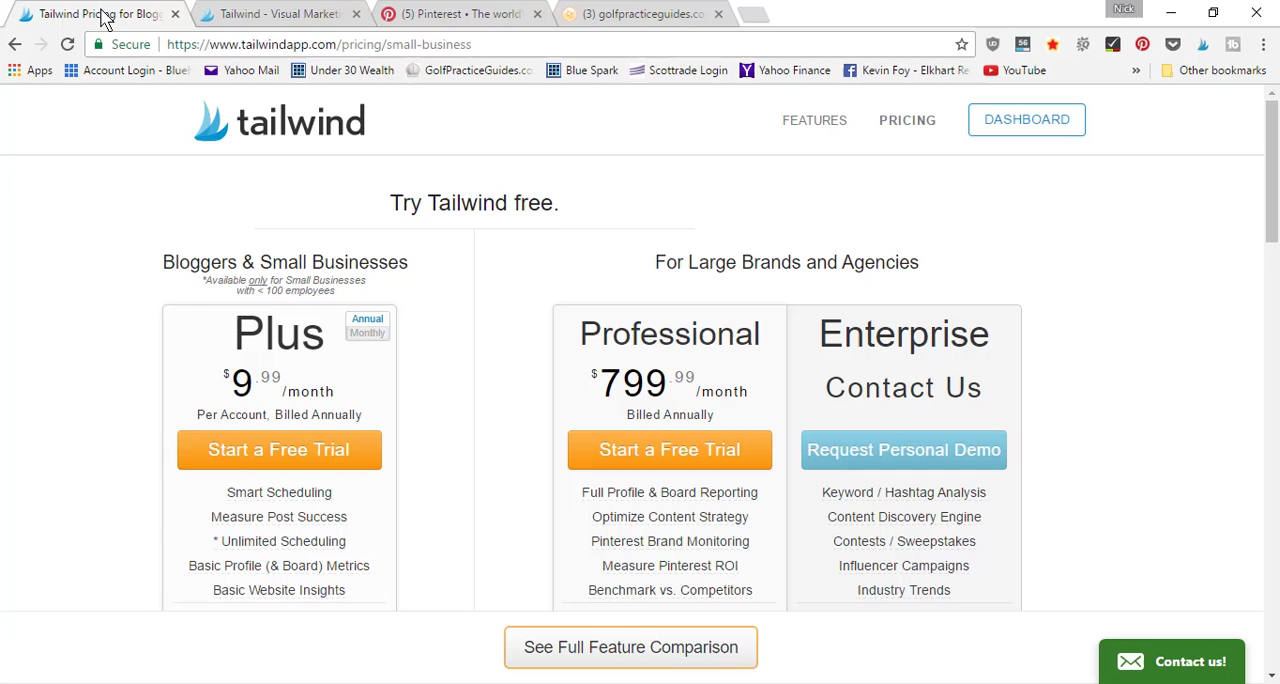 Tailwind Pricing for Blogg
Tailwind - Visual Marketi
(5) Pinterest • The world'
(3) golfpracticeguides.co
Nick
Secure
https://www.tailwindapp.com/pricing/small-business
56
Apps
Account Login - Blueh
Yahoo Mail
Under 30 Wealth
GolfPracticeGuides.co
Blue Spark
Scottrade Login
Yahoo Finance
Kevin Foy - Elkhart Re
YouTube
»
Other bookmarks
tailwind
FEATURES
PRICING
DASHBOARD
Try Tailwind free.
Bloggers & Small Businesses
*Available only for Small Businesses
with < 100 employees
For Large Brands and Agencies
Plus
Annual
Monthly
$9.99/month
Per Account, Billed Annually
Start a Free Trial
Smart Scheduling
Measure Post Success
* Unlimited Scheduling
Basic Profile (& Board) Metrics
Basic Website Insights
Professional
$799.99/month
Billed Annually
Start a Free Trial
Full Profile & Board Reporting
Optimize Content Strategy
Pinterest Brand Monitoring
Measure Pinterest ROI
Benchmark vs. Competitors
Enterprise
Contact Us
Request Personal Demo
Keyword / Hashtag Analysis
Content Discovery Engine
Contests / Sweepstakes
Influencer Campaigns
Industry Trends
See Full Feature Comparison
Contact us!